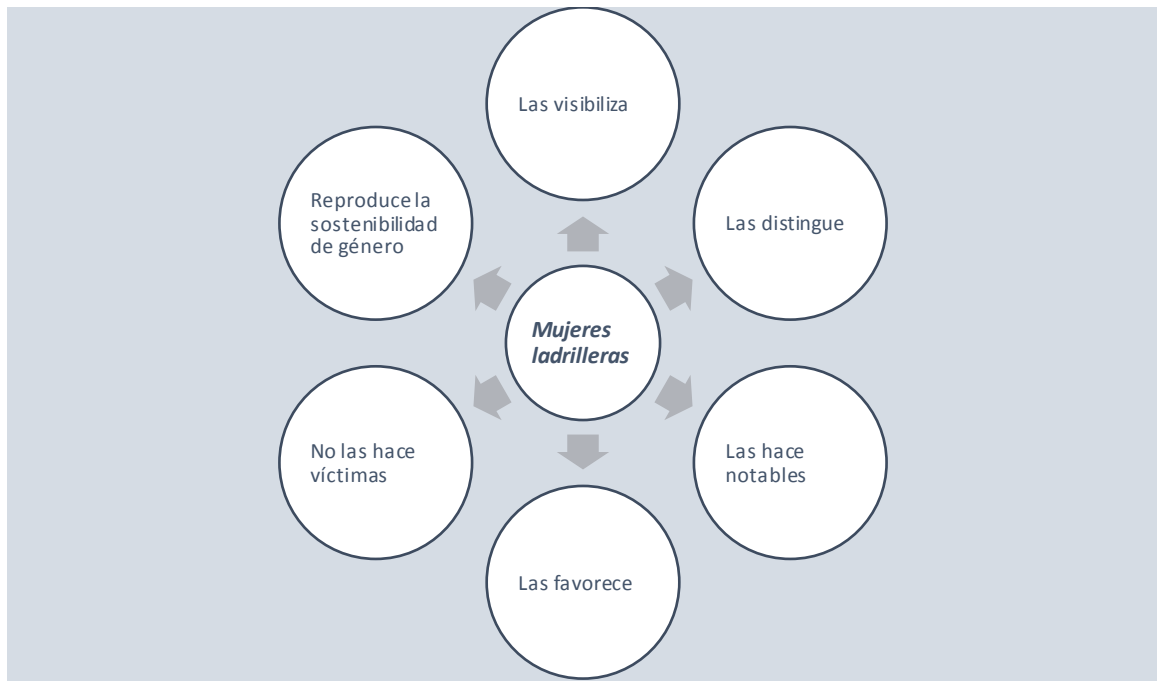 Las visibiliza
Las distingue
Las hace
notables
Las favorece
No las hace
víctimas
Reproduce la
sostenibilidad
de género
Mujeres
ladrilleras